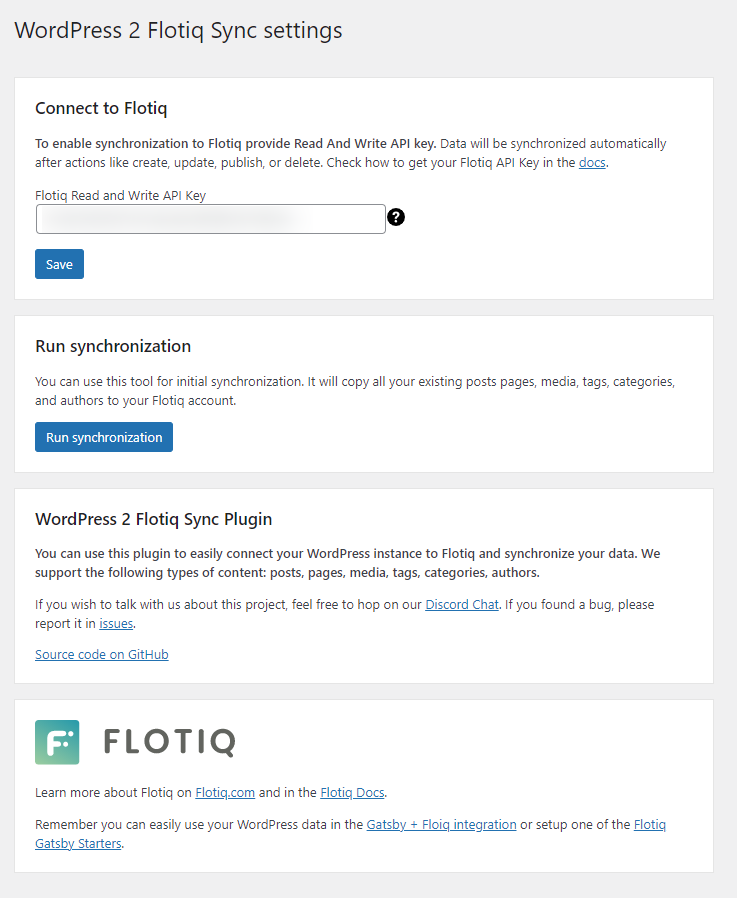 WordPress 2 Flotiq Sync settings
Connect to Flotiq
To enable synchronization to Flotiq provide Read And Write API key. Data will be synchronized automatically
after actions like create, update, publish, or delete. Check how to get your Flotiq API Key in the docs.
Flotiq Read and Write API Key
?
Save
Run synchronization
You can use this tool for initial synchronization. It will copy all your existing posts pages, media, tags, categories,
and authors to your Flotiq account.
Run synchronization
WordPress 2 Flotiq Sync Plugin
You can use this plugin to easily connect your WordPress instance to Flotiq and synchronize your data. We
support the following types of content: posts, pages, media, tags, categories, authors.
If you wish to talk with us about this project, feel free to hop on our Discord Chat. If you found a bug, please
report it in issues.
Source code on GitHub
FLOTIQ
Learn more about Flotiq on Flotiq.com and in the Flotiq Docs.
Remember you can easily use your WordPress data in the Gatsby + Floiq integration or setup one of the Flotiq
Gatsby Starters.